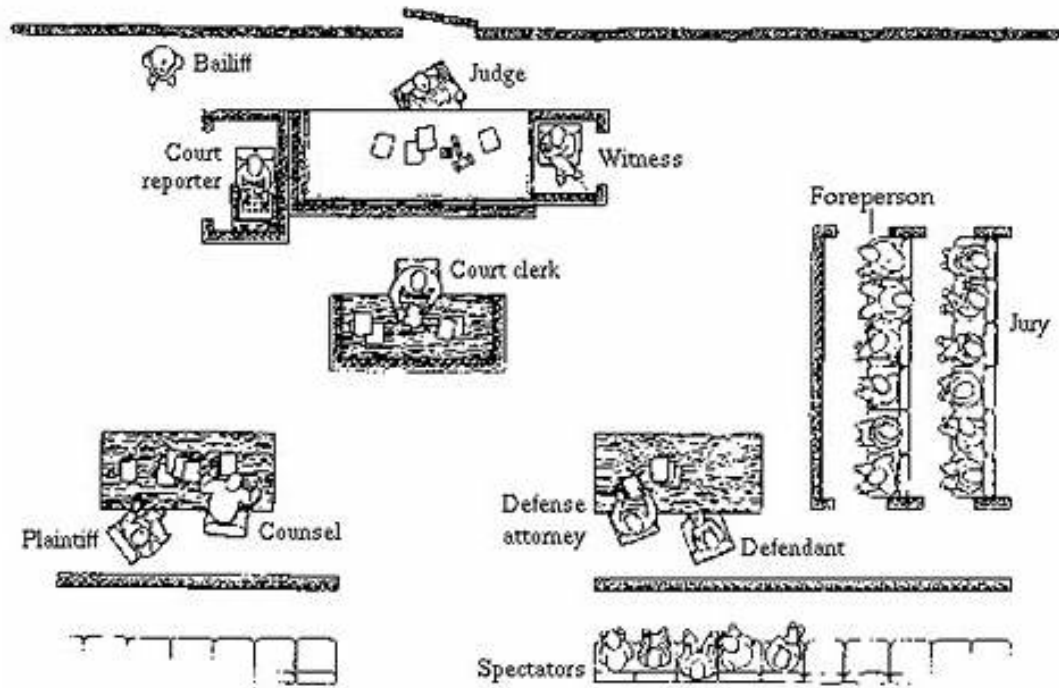 Bailiff
Judge
Court
reporter
Witness
Foreperson
Court clerk
Jury
Defense
attorney
Plaintiff
Counsel
Defendant
Spectators